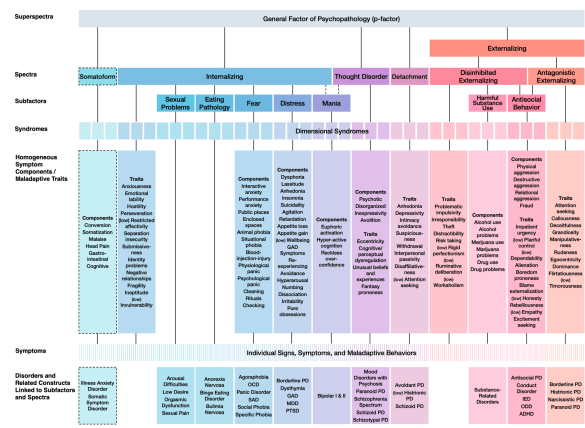 Superspectra
General Factor of Psychopathology (p-factor)
Externalizing
Spectra
Somatoform
Internalizing
Thought Disorder
Detachment
Disinhibited
Externalizing
Antagonistic
Externalizing
Subfactors
Sexual
Problems
Eating
Pathology
Fear
Distress
Mania
Harmful
Substance
Use
Antisocial
Behavior
Syndromes
Dimensional Syndromes
Homogeneous
Symptom
Components /
Maladaptive Traits
Components
Conversion
Somatization
Malaise
Head Pain
Gastro-
intestinal
Cognitive
Traits
Anxiousness
Emotional
lability
Hostility
Perseveration
(low) Restricted
affectivity
Separation
insecurity
Submissive-
ness
Identity
problems
Negative
relationships
Fragility
Ineptitude
(low)
Invulnerability
Components
Interactive
anxiety
Performance
anxiety
Public places
Enclosed
spaces
Animal phobia
Situational
phobia
Blood-
injection-injury
Physiological
panic
Psychological
panic
Cleaning
Rituals
Checking
Components
Dysphoria
Lassitude
Anhedonia
Insomnia
Suicidality
Agitation
Retardation
Appetite loss
Appetite gain
(low) Wellbeing
GAD
Symptoms
Re-
experiencing
Avoidance
Hyperarousal
Numbing
Dissociation
Irritability
Pure
obsessions
Components
Euphoric
activation
Hyper-active
cognition
Reckless
over-
confidence
Components
Psychotic
Disorganized
Inexpressivity
Avolition
Traits
Eccentricity
Cognitive/
perceptual
dysregulation
Unusual beliefs
and
experiences
Fantasy
proneness
Traits
Anhedonia
Depressivity
Intimacy
avoidance
Suspicious-
ness
Withdrawal
Interpersonal
passivity
Disaffiliative-
ness
(low) Attention
seeking
Traits
Problematic
impulsivity
Irresponsibility
Theft
Distractibility
Risk taking
(low) Rigid
perfectionism
(low)
Ruminative
deliberation
(low)
Workaholism
Components
Alcohol use
Alcohol
problems
Marijuana use
Marijuana
problems
Drug use
Drug problems
Components
Physical
aggression
Destructive
aggression
Relational
aggression
Fraud
Traits
Impatient
urgency
(low) Planful
control
(low)
Dependability
Alienation
Boredom
proneness
Blame
externalization
(low) Honesty
Rebelliousness
(low) Empathy
Excitement
seeking
Traits
Attention
seeking
Callousness
Deceitfulness
Grandiosity
Manipulative-
ness
Rudeness
Egocentricity
Dominance
Flirtatiousness
(low)
Timorousness
Symptoms
Individual Signs, Symptoms, and Maladaptive Behaviors
Disorders and
Related Constructs
Linked to Subfactors
and Spectra
Illness Anxiety
Disorder
Somatic
Symptom
Disorder
Arousal
Difficulties
Low Desire
Orgasmic
Dysfunction
Sexual Pain
Anorexia
Nervosa
Binge Eating
Disorder
Bulimia
Nervosa
Agoraphobia
OCD
Panic Disorder
SAD
Social Phobia
Specific Phobia
Borderline PD
Dysthymia
GAD
MDD
PTSD
Bipolar I & II
Mood
Disorders with
Psychosis
Paranoid PD
Schizophrenia
Spectrum
Schizoid PD
Schizotypal PD
Avoidant PD
(low) Histrionic
PD
Schizoid PD
Substance-
Related Disorders
Antisocial PD
Conduct
Disorder
IED
ODD
ADHD
Borderline PD
Histrionic PD
Narcissistic PD
Paranoid PD